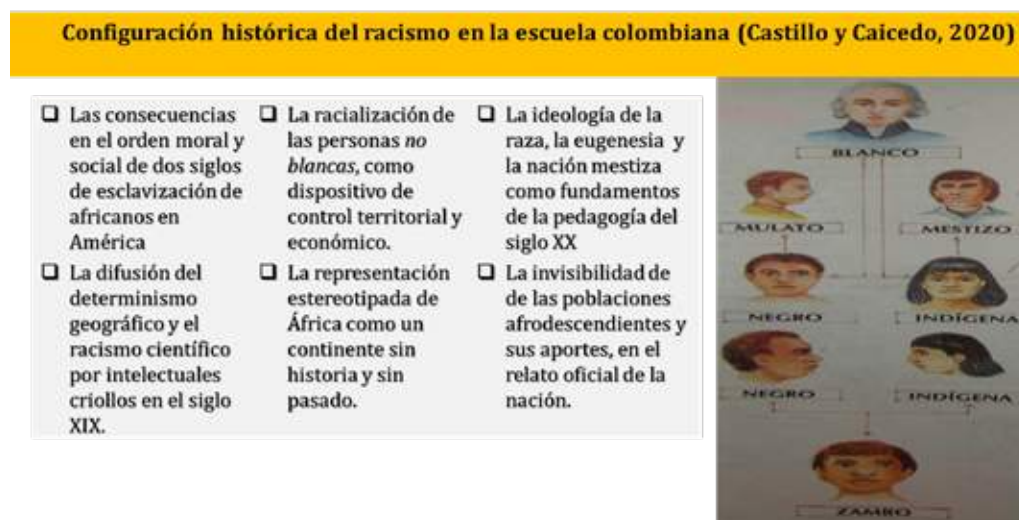 Configuración histórica del racismo en la escuela colombiana (Castillo y Caicedo, 2020)
Las consecuencias
en el orden moral y
social de dos siglos
de esclavización de
africanos en
América
La difusión del
determinismo
geográfico y el
racismo científico
por intelectuales
criollos en el siglo
XIX.
La racialización de
las personas no
blancas, como
dispositivo de
control territorial y
económico.
La representación
estereotipada de
África como un
continente sin
historia y sin
pasado.
La ideología de la
raza, la eugenesia y
la nación mestiza
como fundamentos
de la pedagogía del
siglo XX
La invisibilidad de
de las poblaciones
afrodescendientes y
sus aportes, en el
relato oficial de la
nación.
BLANCO
MULATO
MESTIZO
NEGRO
INDÍGENA
NEGRO
INDÍGENA
ZAMBO